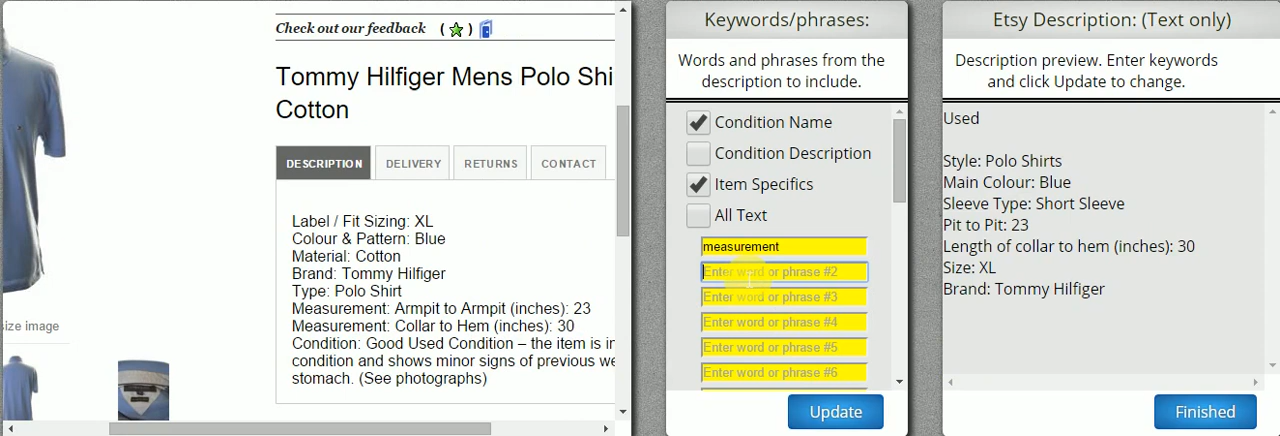 Check out our feedback ( )
Tommy Hilfiger Mens Polo Shi
Cotton
DESCRIPTION
DELIVERY
RETURNS
CONTACT
Label / Fit Sizing: XL
Colour & Pattern: Blue
Material: Cotton
Brand: Tommy Hilfiger
Type: Polo Shirt
Measurement: Armpit to Armpit (inches): 23
Measurement: Collar to Hem (inches): 30
Condition: Good Used Condition – the item is in
condition and shows minor signs of previous we
stomach. (See photographs)
size image
Keywords/phrases:
Words and phrases from the
description to include.
Condition Name
Condition Description
Item Specifics
All Text
measurement
Enter word or phrase #2
Enter word or phrase #3
Enter word or phrase #4
Enter word or phrase #5
Enter word or phrase #6
Update
Etsy Description: (Text only)
Description preview. Enter keywords
and click Update to change.
Used
Style: Polo Shirts
Main Colour: Blue
Sleeve Type: Short Sleeve
Pit to Pit: 23
Length of collar to hem (inches): 30
Size: XL
Brand: Tommy Hilfiger
Finished